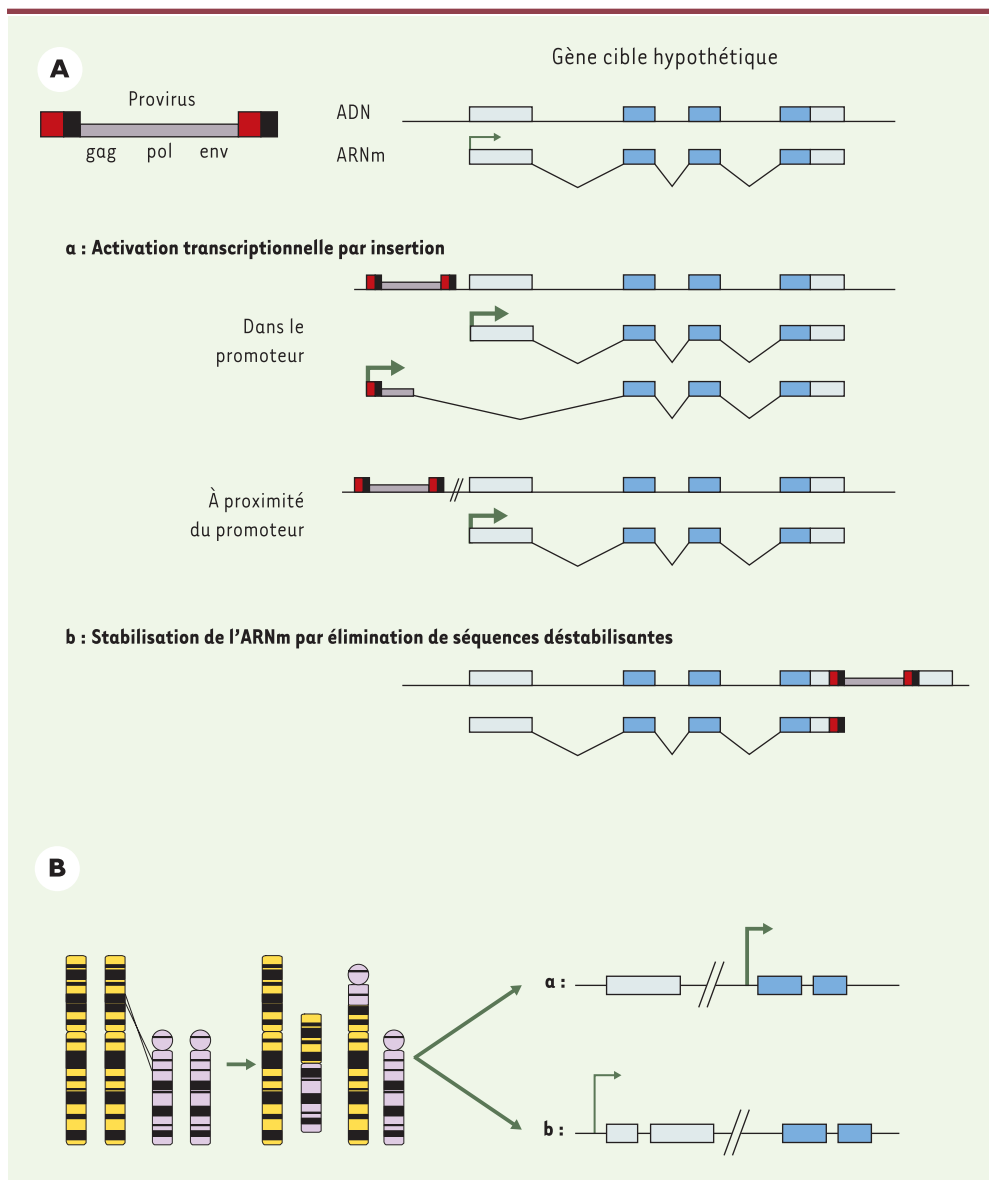 A
Gène cible hypothétique
Provirus
gag pol env
ADN
ARNm
a : Activation transcriptionnelle par insertion
Dans le
promoteur
À proximité
du promoteur
b : Stabilisation de l'ARNm par élimination de séquences déstabilisantes
B
a :
b :